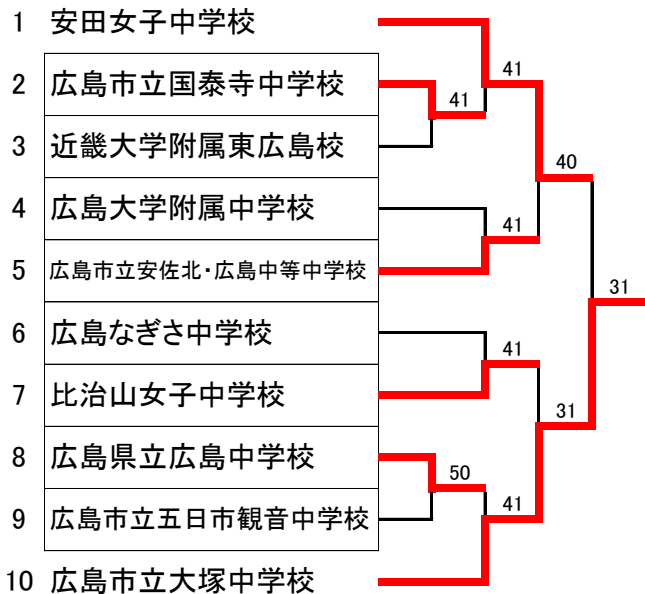 1 安田女子中学校
2 広島市立国泰寺中学校
3 近畿大学附属東広島校
4 広島大学附属中学校
5 広島市立安佐北・広島中等中学校
6 広島なぎさ中学校
7 比治山女子中学校
8 広島県立広島中学校
9 広島市立五日市観音中学校
10 広島市立大塚中学校
41
41
41
40
31
41
31
50
41